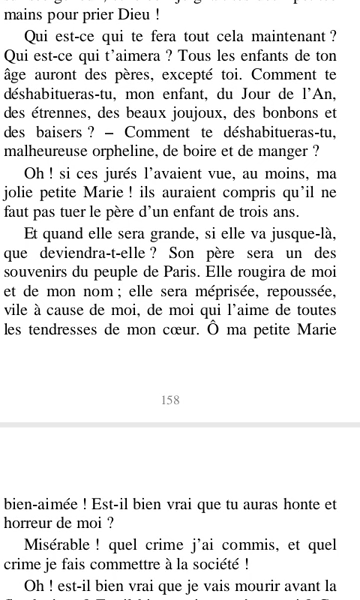 mains pour prier Dieu !
Qui est-ce qui te fera tout cela maintenant ?
Qui est-ce qui t’aimera ? Tous les enfants de ton
âge auront des pères, excepté toi. Comment te
déshabitueras-tu, mon enfant, du Jour de l’An,
des étrennes, des beaux joujoux, des bonbons et
des baisers ? – Comment te déshabitueras-tu,
malheureuse orpheline, de boire et de manger ?
Oh ! si ces jurés l’avaient vue, au moins, ma
jolie petite Marie ! ils auraient compris qu’il ne
faut pas tuer le père d’un enfant de trois ans.
Et quand elle sera grande, si elle va jusque-là,
que deviendra-t-elle ? Son père sera un des
souvenirs du peuple de Paris. Elle rougira de moi
et de mon nom ; elle sera méprisée, repoussée,
vile à cause de moi, de moi qui l’aime de toutes
les tendresses de mon cœur. Ô ma petite Marie
158
bien-aimée ! Est-il bien vrai que tu auras honte et
horreur de moi ?
Misérable ! quel crime j’ai commis, et quel
crime je fais commettre à la société !
Oh ! est-il bien vrai que je vais mourir avant la